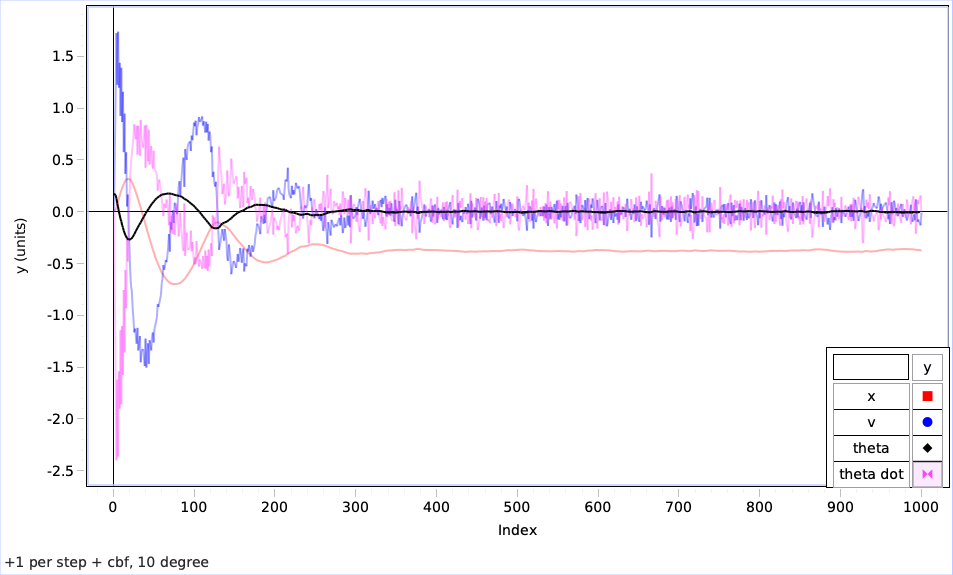 1.5
1.0
0.5
0.0
-0.5
-1.0
-1.5
-2.0
-2.5
y (units)
0 100 200 300 400 500 600 700 800 900 1000
Index
y
x
v
theta
theta dot
+1 per step + cbf, 10 degree